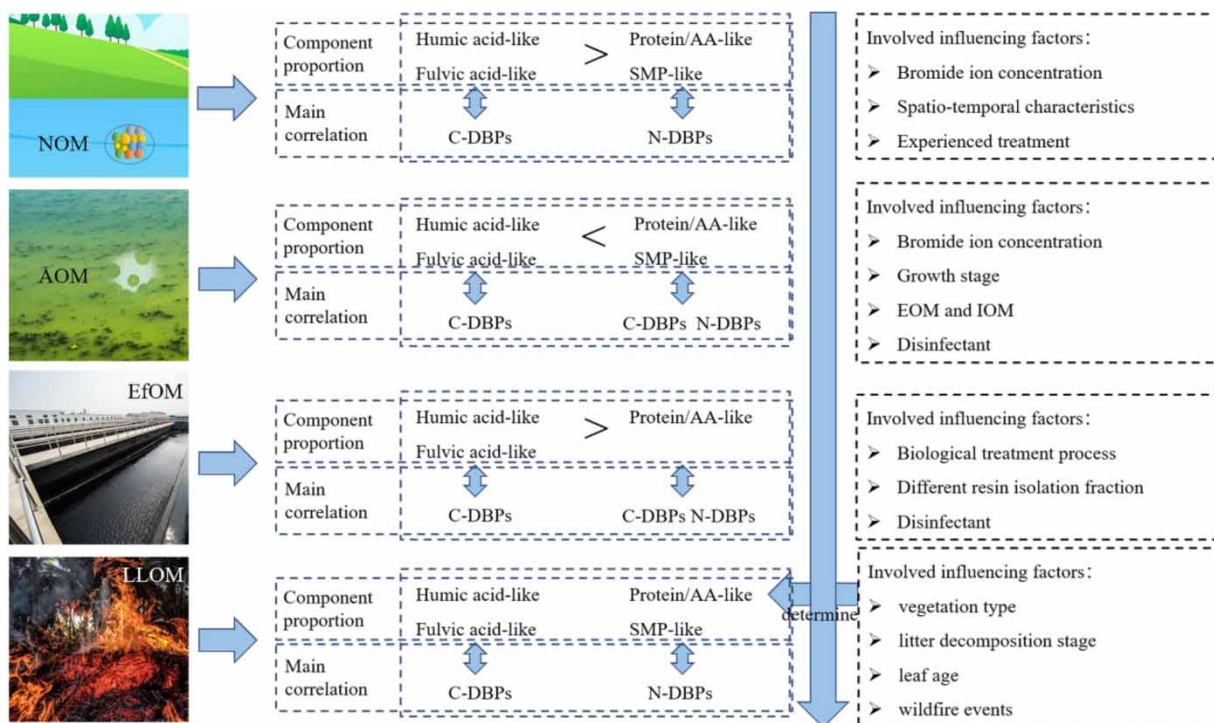 NOM
Component proportion
Humic acid-like
Fulvic acid-like
>
Protein/AA-like
SMP-like
Main correlation
C-DBPs
N-DBPs
Involved influencing factors:
➢ Bromide ion concentration
➢ Spatio-temporal characteristics
➢ Experienced treatment
AOM
Component proportion
Humic acid-like
Fulvic acid-like
<
Protein/AA-like
SMP-like
Main correlation
C-DBPs
C-DBPs N-DBPs
Involved influencing factors:
➢ Bromide ion concentration
➢ Growth stage
➢ EOM and IOM
➢ Disinfectant
EfOM
Component proportion
Humic acid-like
Fulvic acid-like
>
Protein/AA-like
Main correlation
C-DBPs
C-DBPs N-DBPs
Involved influencing factors:
➢ Biological treatment process
➢ Different resin isolation fraction
➢ Disinfectant
LLOM
Component proportion
Humic acid-like
Fulvic acid-like
Protein/AA-like
SMP-like
Main correlation
C-DBPs
N-DBPs
determine
Involved influencing factors:
➢ vegetation type
➢ litter decomposition stage
➢ leaf age
➢ wildfire events